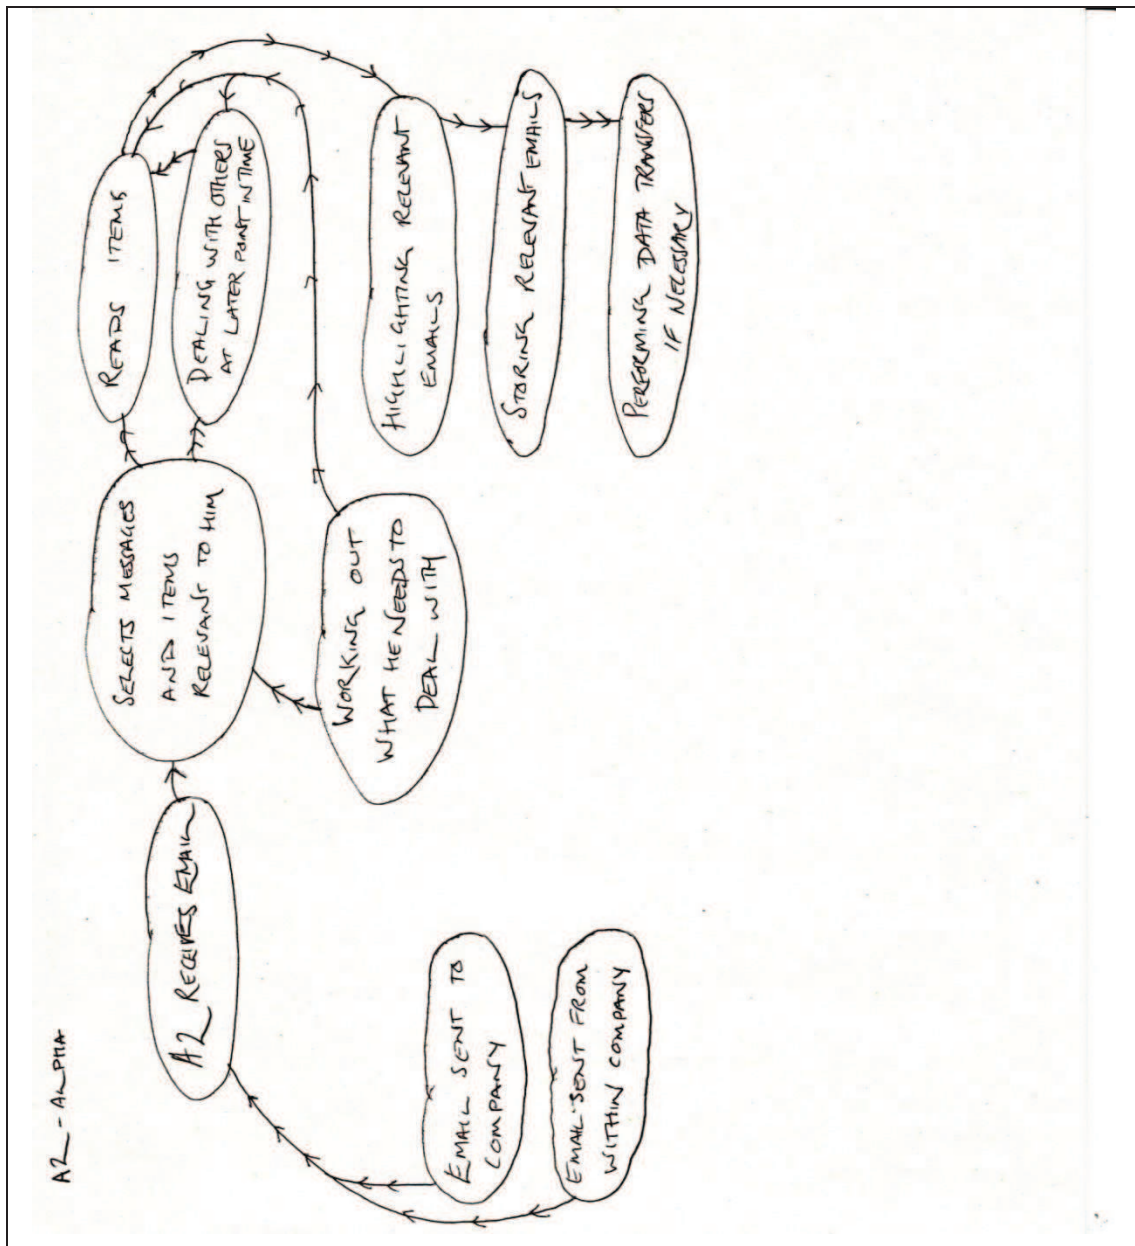 A2 - ALPHA
A2 RECEIVES EMAIL
EMAIL SENT TO
COMPANY
EMAIL SENT FROM
WITHIN COMPANY
SELECTS MESSAGES
AND ITEMS
RELEVANT TO HIM
WORKING OUT
WHAT HE NEEDS TO
DEAL WITH
READS ITEMS
DEALING WITH OTHERS
AT LATER POINT IN TIME
HIGHLIGHTING RELEVANT
EMAILS
STORING RELEVANT EMAILS
PERFORMING DATA TRANSFERS
IF NECESSARY